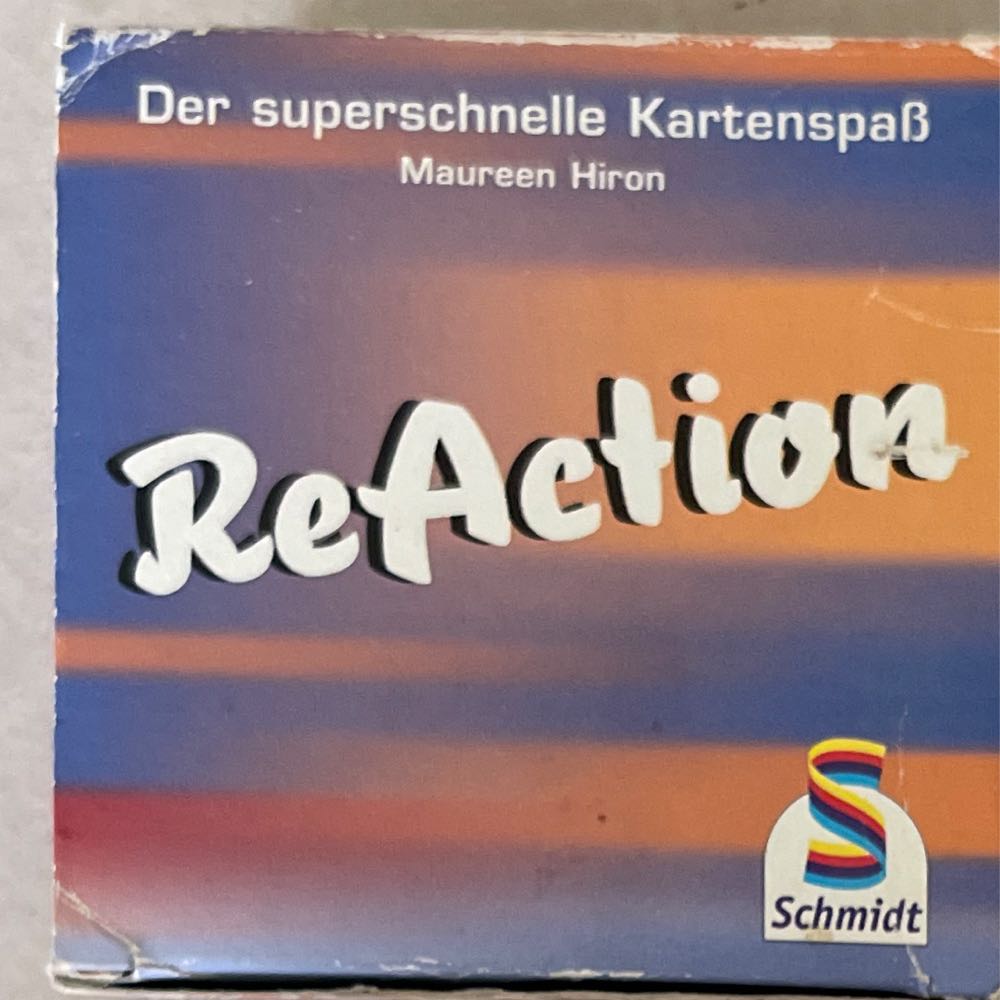 Der superschnelle Kartenspaß
Maureen Hiron
ReAction
Schmidt